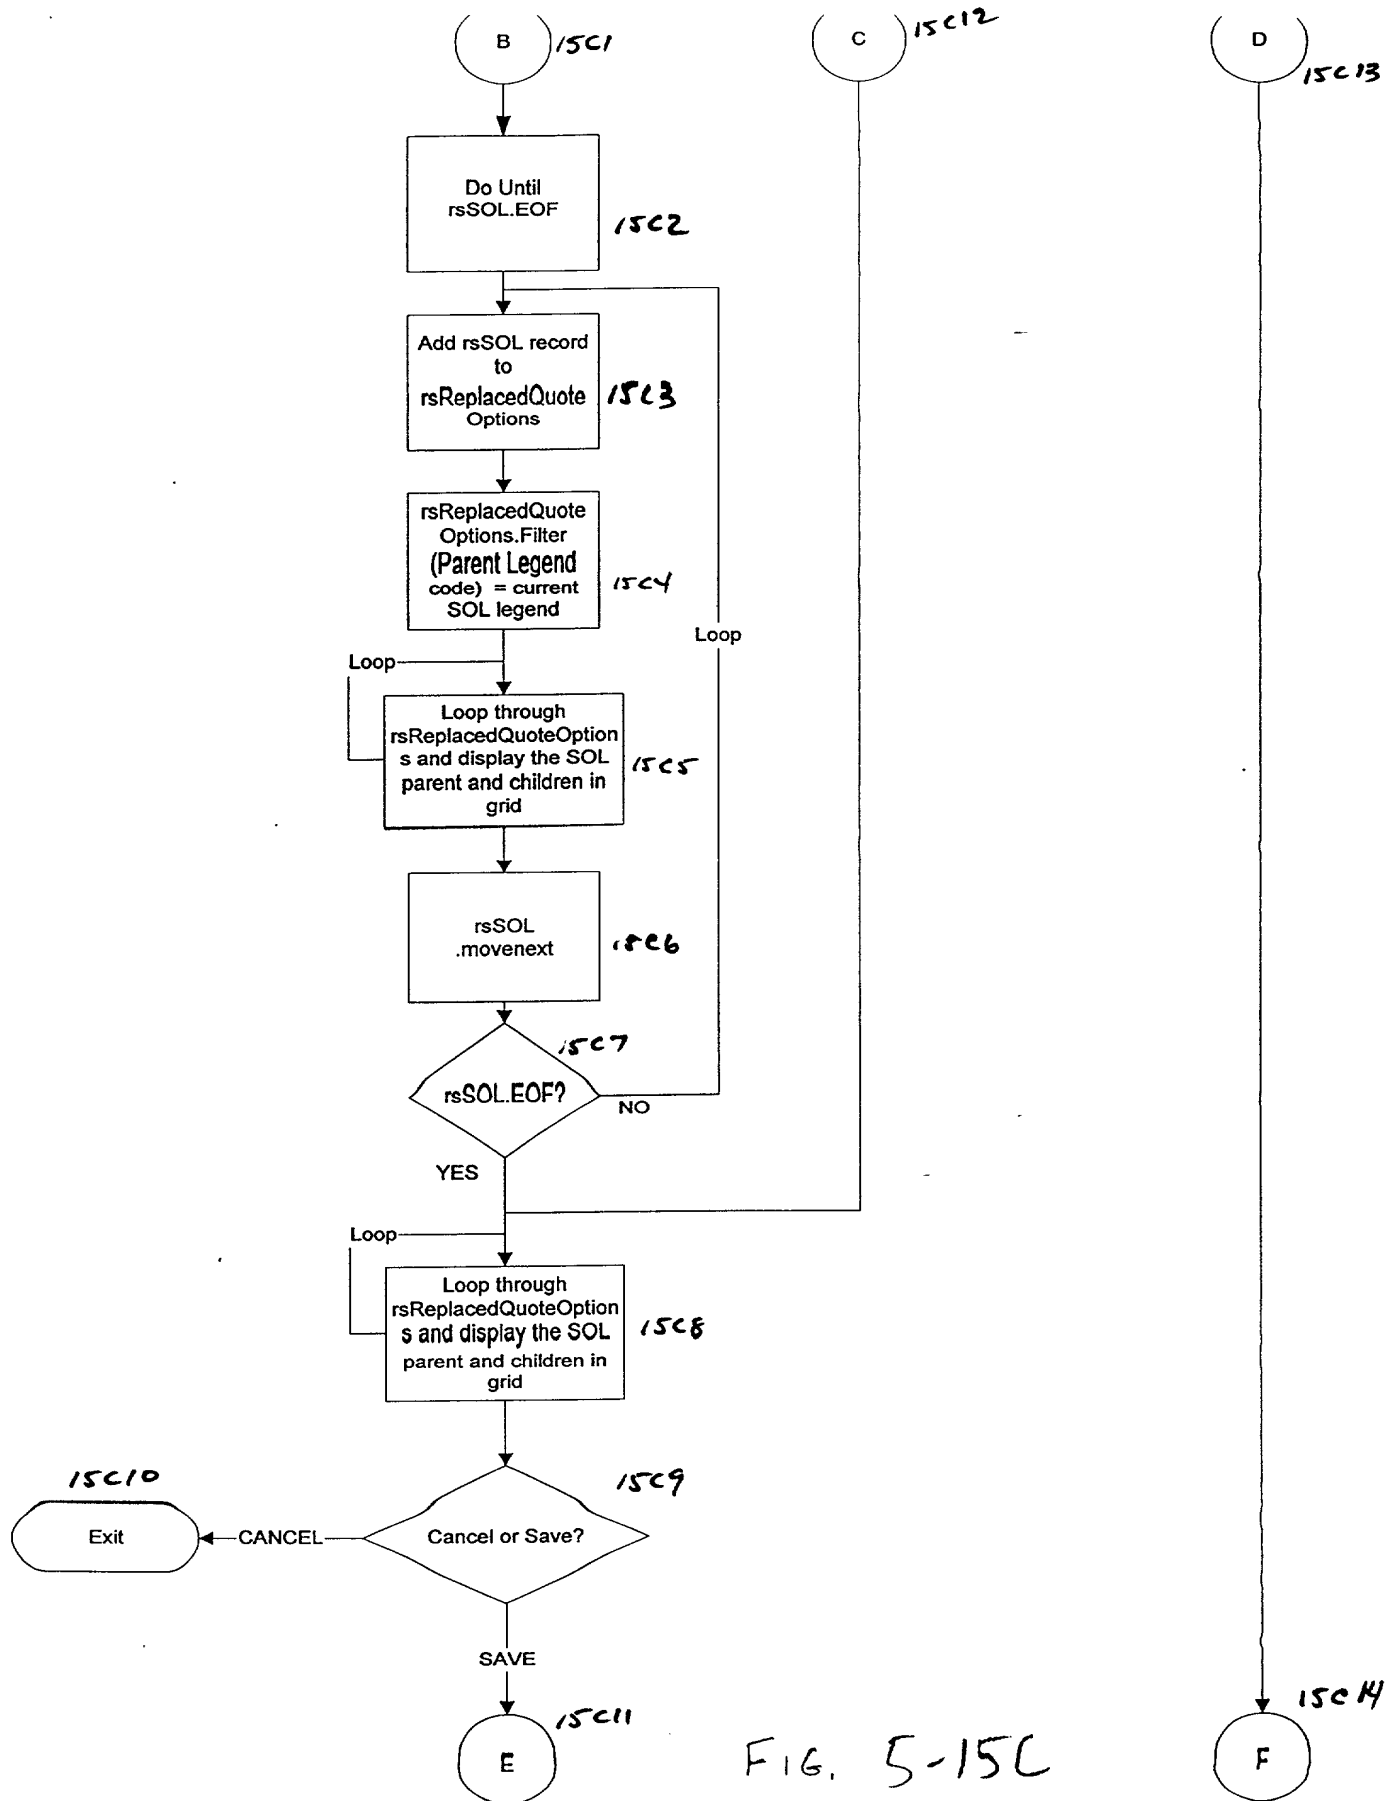 B
15C1
C
15C12
D
15C13
Do Until
rsSOL.EOF
15C2
Add rsSOL record
to
rsReplacedQuote
Options
15C3
rsReplacedQuote
Options.Filter
(Parent Legend
code) = current
SOL legend
15C4
Loop
Loop
Loop through
rsReplacedQuoteOption
s and display the SOL
parent and children in
grid
15C5
rsSOL
.movenext
15C6
15C7
rsSOL.EOF?
NO
YES
Loop
Loop through
rsReplacedQuoteOption
s and display the SOL
parent and children in
grid
15C8
15C10
15C9
Exit
CANCEL
Cancel or Save?
SAVE
15C11
E
15C14
F
FIG. 5-15C